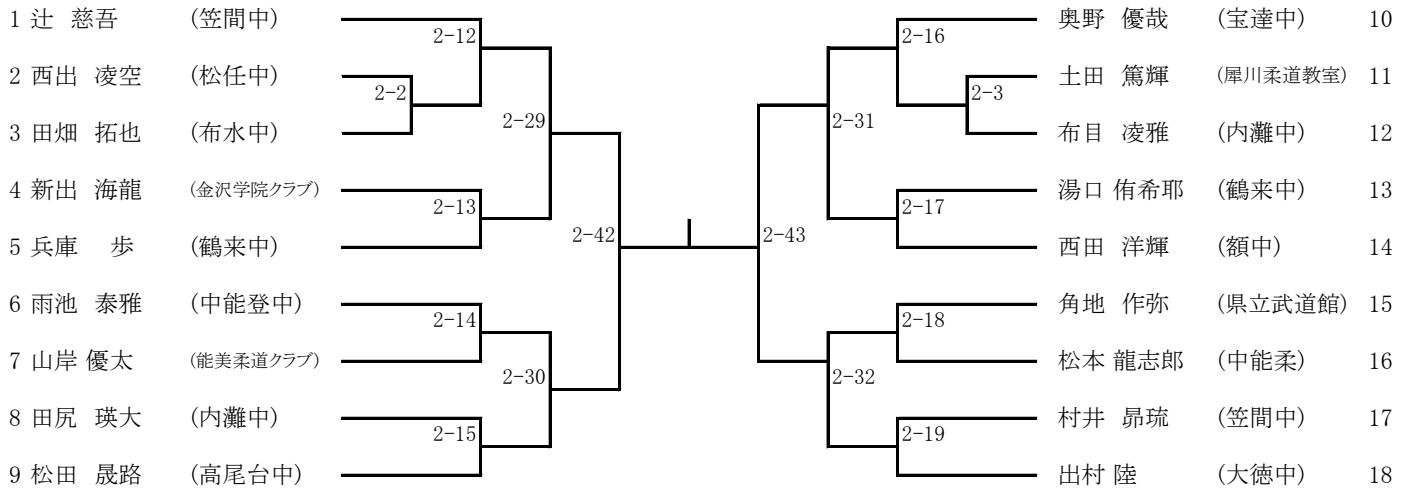 1 辻 慈吾 (笠間中)
2 西出 凌空 (松任中)
3 田畑 拓也 (布水中)
4 新出 海龍 (金沢学院クラブ)
5 兵庫 歩 (鶴来中)
6 雨池 泰雅 (中能登中)
7 山岸 優太 (能美柔道クラブ)
8 田尻 瑛大 (内灘中)
9 松田 晟路 (高尾台中)
2-12
2-2
2-29
2-13
2-42
2-14
2-30
2-15
2-16
2-3
2-31
2-17
2-43
2-18
2-32
2-19
奥野 優哉 (宝達中) 10
土田 篤輝 (犀川柔道教室) 11
布目 凌雅 (内灘中) 12
湯口 侑希耶 (鶴来中) 13
西田 洋輝 (額中) 14
角地 作弥 (県立武道館) 15
松本 龍志郎 (中能柔) 16
村井 昴琉 (笠間中) 17
出村 陸 (大徳中) 18